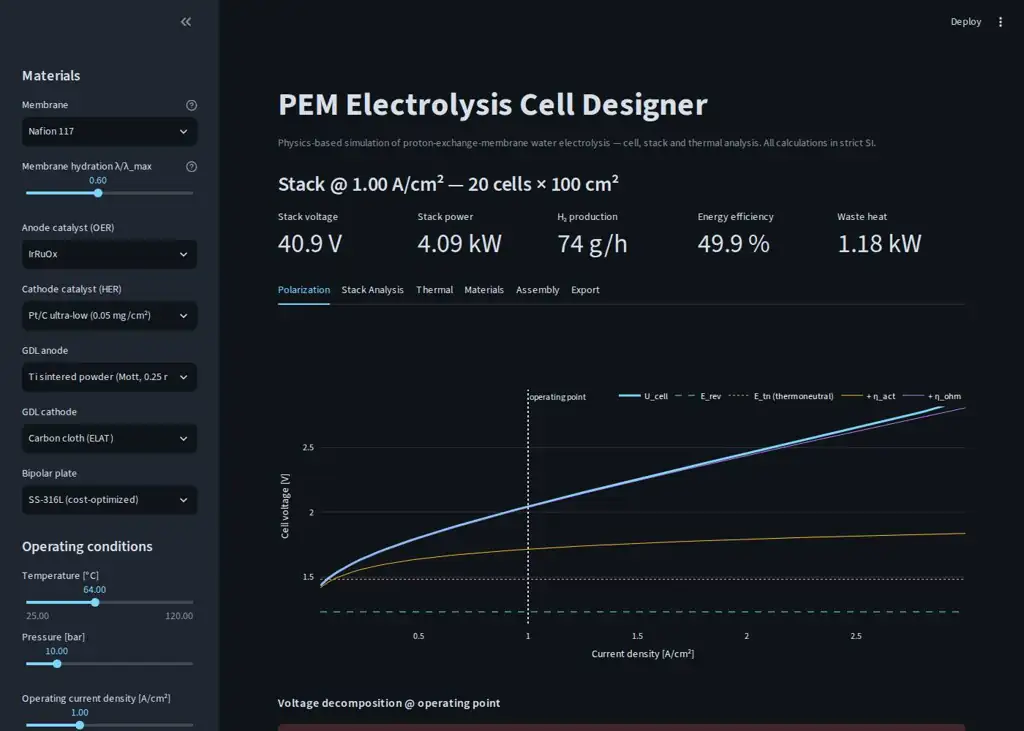 Deploy
Materials
Membrane
Nafion 117
Membrane hydration λ/λ_max
0.60
Anode catalyst (OER)
IrRuOx
Cathode catalyst (HER)
Pt/C ultra-low (0.05 mg/cm²)
GDL anode
Ti sintered powder (Mott, 0.25 r
GDL cathode
Carbon cloth (ELAT)
Bipolar plate
SS-316L (cost-optimized)
Operating conditions
Temperature [°C]
64.00
25.00 120.00
Pressure [bar]
10.00
Operating current density [A/cm²]
1.00
PEM Electrolysis Cell Designer
Physics-based simulation of proton-exchange-membrane water electrolysis — cell, stack and thermal analysis. All calculations in strict SI.
Stack @ 1.00 A/cm² — 20 cells × 100 cm²
Stack voltage Stack power H₂ production Energy efficiency Waste heat
40.9 V 4.09 kW 74 g/h 49.9 % 1.18 kW
Polarization Stack Analysis Thermal Materials Assembly Export
operating point U_cell E_rev E_tn (thermoneutral) + η_act + η_ohm
2.5
2
1.5
Cell voltage [V]
0.5 1 1.5 2 2.5
Current density [A/cm²]
Voltage decomposition @ operating point